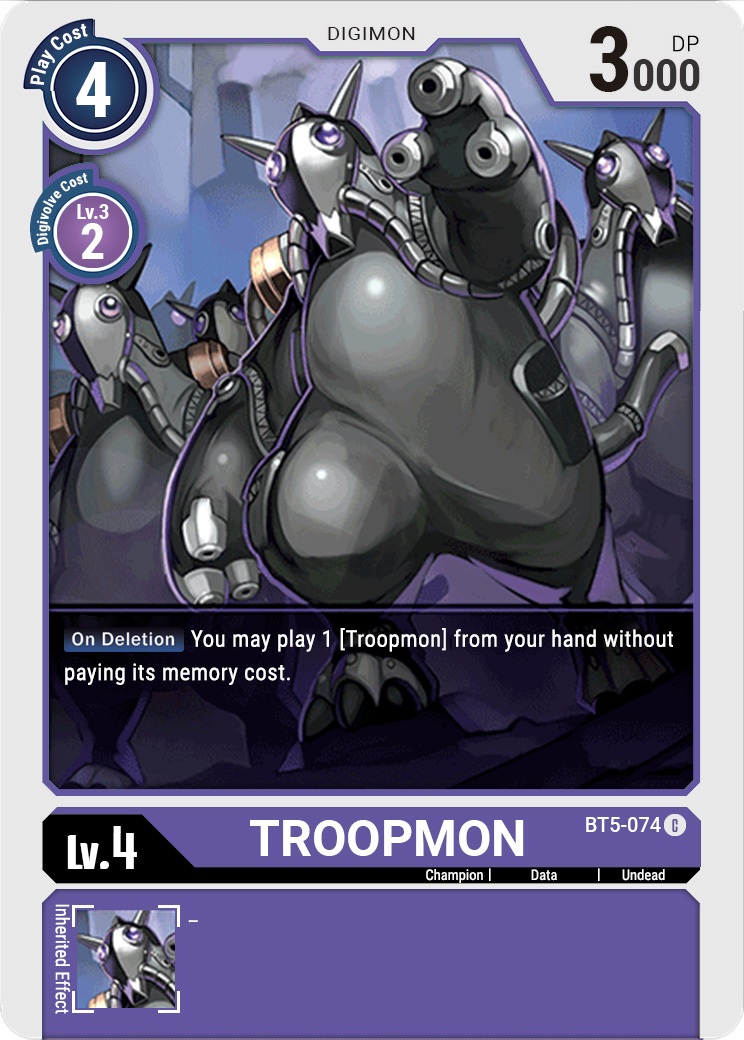 DIGIMON
Play Cost
4
3000
DP
Digivolve Cost
Lv.3
2
On Deletion You may play 1 [Troopmon] from your hand without
paying its memory cost.
Lv.4
TROOPMON
BT5-074 C
Champion | Data | Undead
Inherited Effect
–